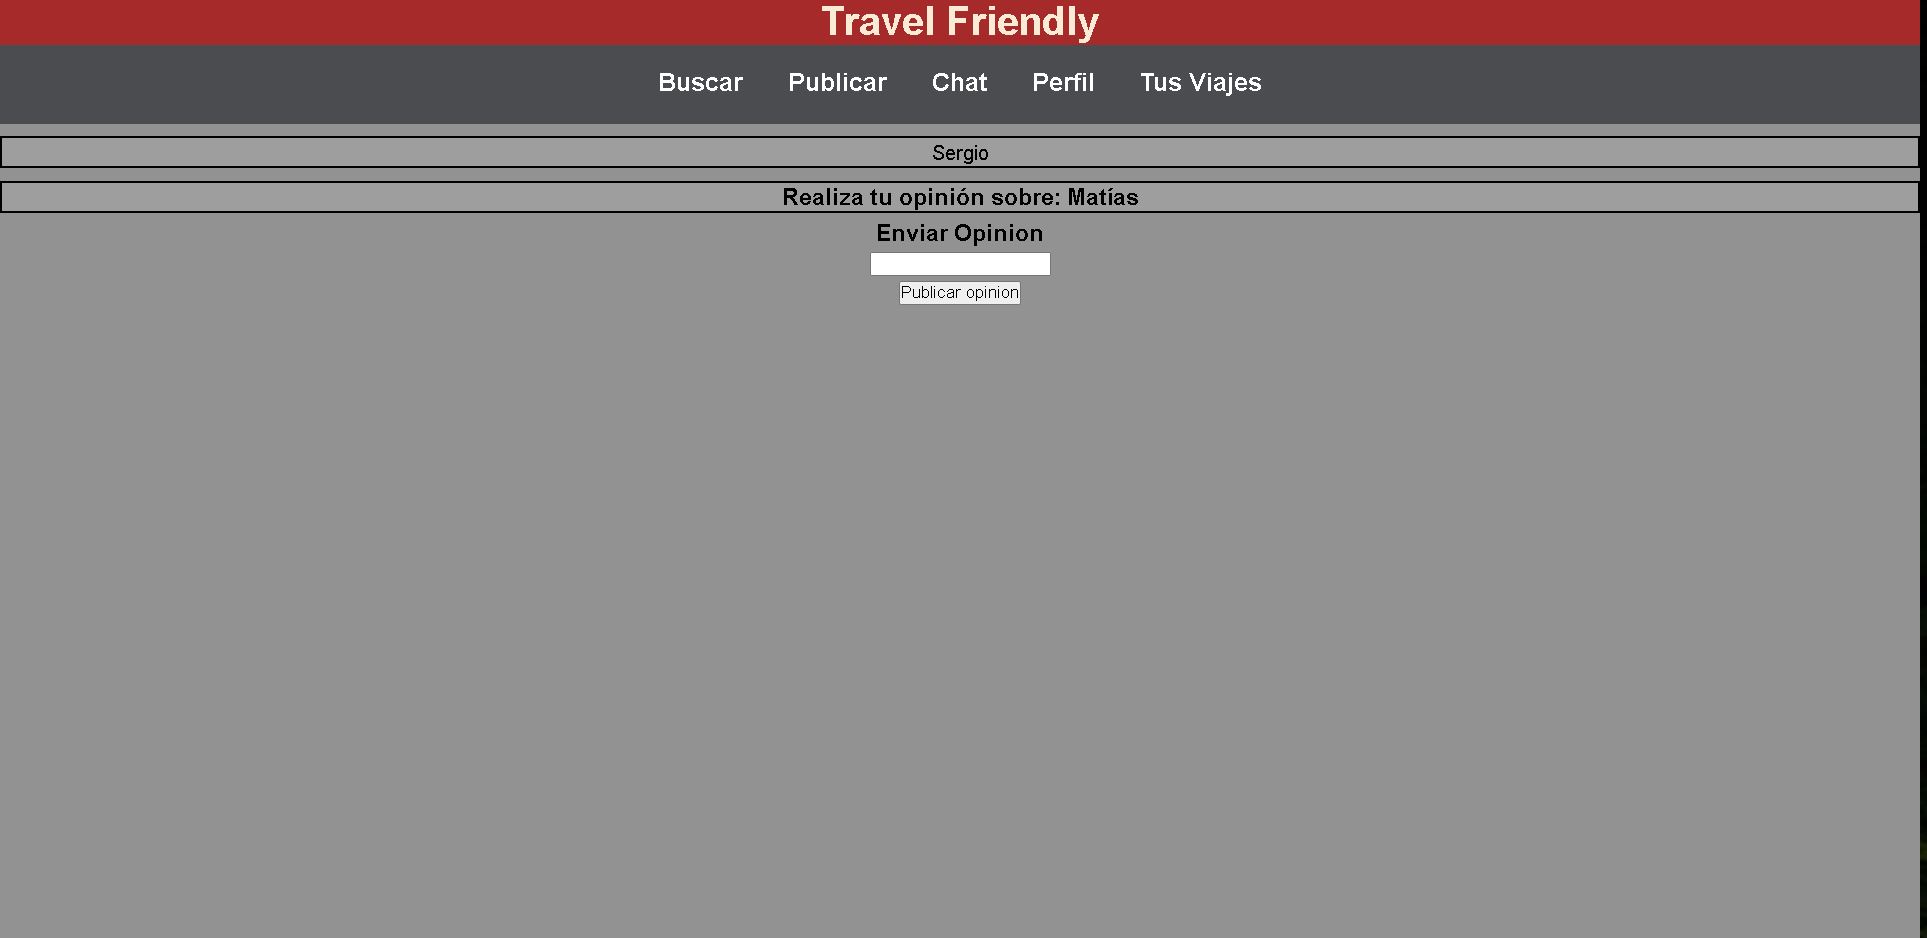 Travel Friendly
Buscar Publicar Chat Perfil Tus Viajes
Sergio
Realiza tu opinión sobre: Matías
Enviar Opinion
Publicar opinion